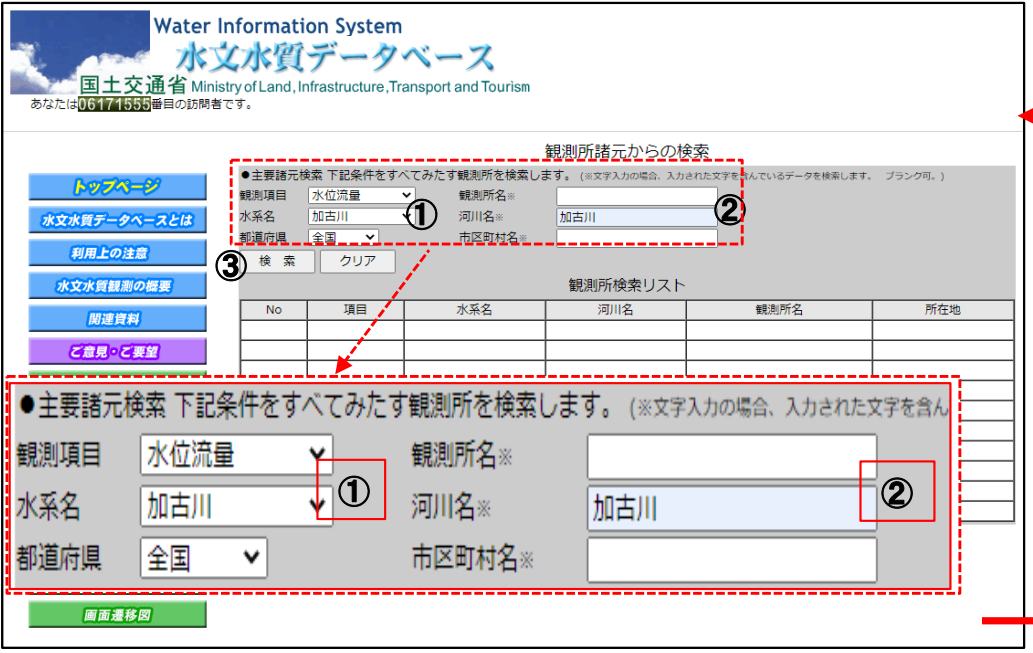 Water Information System
水文水質データベース
国土交通省 Ministry of Land, Infrastructure, Transport and Tourism
あなたは06171555番目の訪問者です。
観測所諸元からの検索
トップページ
水文水質データベースとは
利用上の注意
水文水質観測の概要
関連資料
ご意見・ご要望
●主要諸元検索 下記条件をすべてみたす観測所を検索します。 (※文字入力の場合、入力された文字を含んでいるデータを検索します。 ブランク可。)
観測項目 水位流量 観測所名※
水系名 加古川 ① 河川名※ 加古川 ②
都道府県 全国 市区町村名※
③ 検 索 クリア
観測所検索リスト
No 項目 水系名 河川名 観測所名 所在地
●主要諸元検索 下記条件をすべてみたす観測所を検索します。 (※文字入力の場合、入力された文字を含ん
観測項目 水位流量 観測所名※
水系名 加古川 ① 河川名※ 加古川 ②
都道府県 全国 市区町村名※
画面遷移図